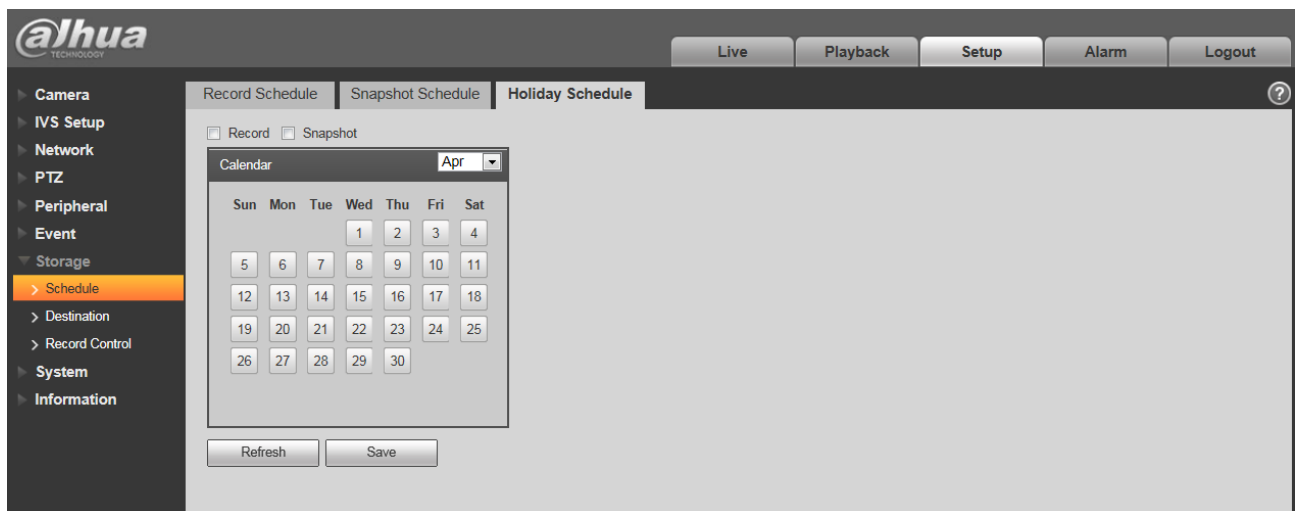 alhua
TECHNOLOGY
Live Playback Setup Alarm Logout
Camera
IVS Setup
Network
PTZ
Peripheral
Event
Storage
Schedule
Destination
Record Control
System
Information
Record Schedule Snapshot Schedule Holiday Schedule ?
Record Snapshot
Calendar Apr
Sun Mon Tue Wed Thu Fri Sat
1 2 3 4
5 6 7 8 9 10 11
12 13 14 15 16 17 18
19 20 21 22 23 24 25
26 27 28 29 30
Refresh Save